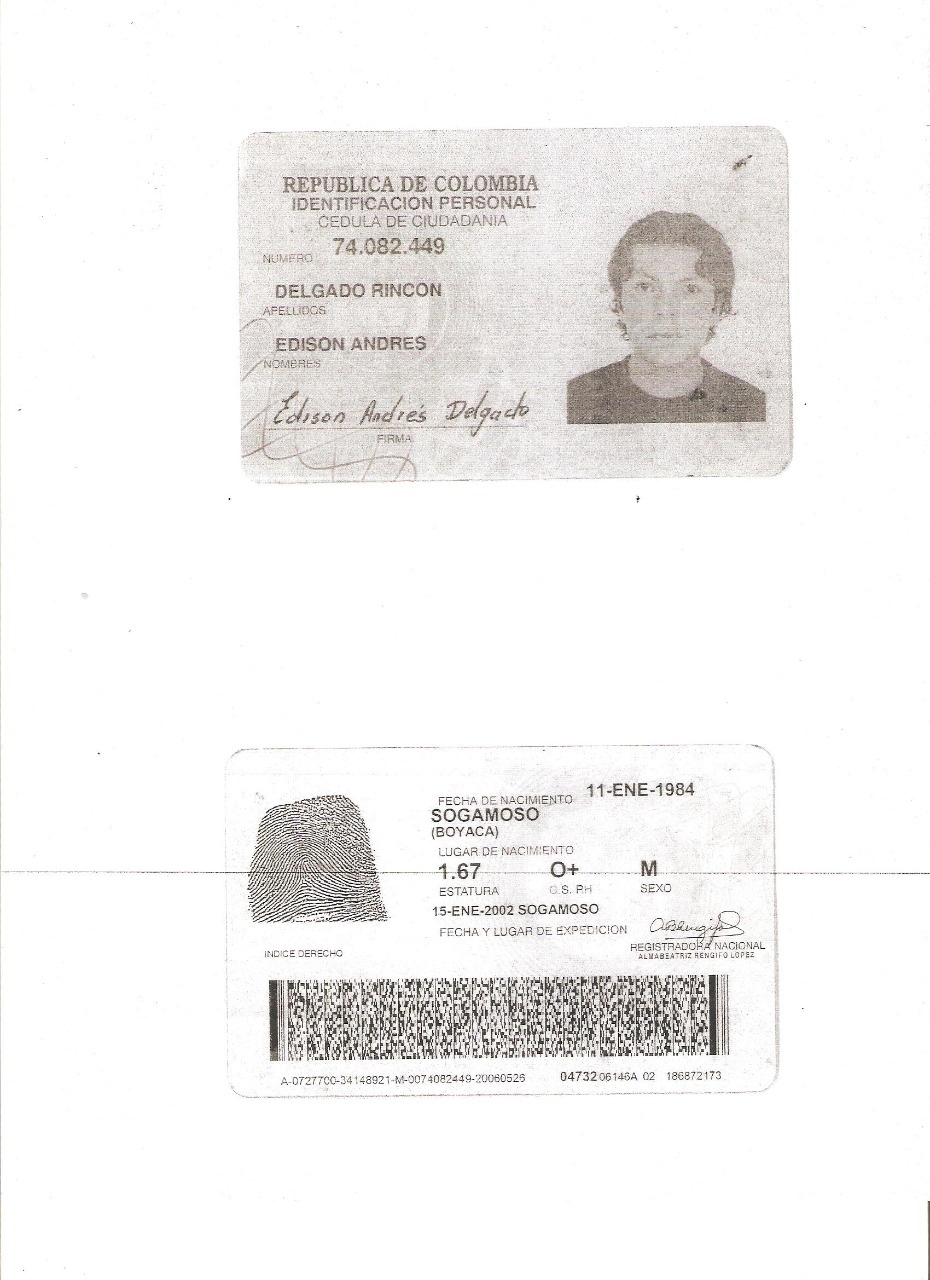 REPUBLICA DE COLOMBIA
IDENTIFICACION PERSONAL
CEDULA DE CIUDADANIA
NUMERO 74.082.449
DELGADO RINCON
APELLIDOS
EDISON ANDRES
NOMBRES
Edison Andrés Delgado
FIRMA
FECHA DE NACIMIENTO 11-ENE-1984
SOGAMOSO
(BOYACA)
LUGAR DE NACIMIENTO
1.67 O+ M
ESTATURA G.S. RH SEXO
15-ENE-2002 SOGAMOSO
FECHA Y LUGAR DE EXPEDICION
REGISTRADORA NACIONAL
ALMABEATRIZ RENGIFO LOPEZ
INDICE DERECHO
A-0727700-34148921-M-0074082449-20060526 04732 06146A 02 186872173